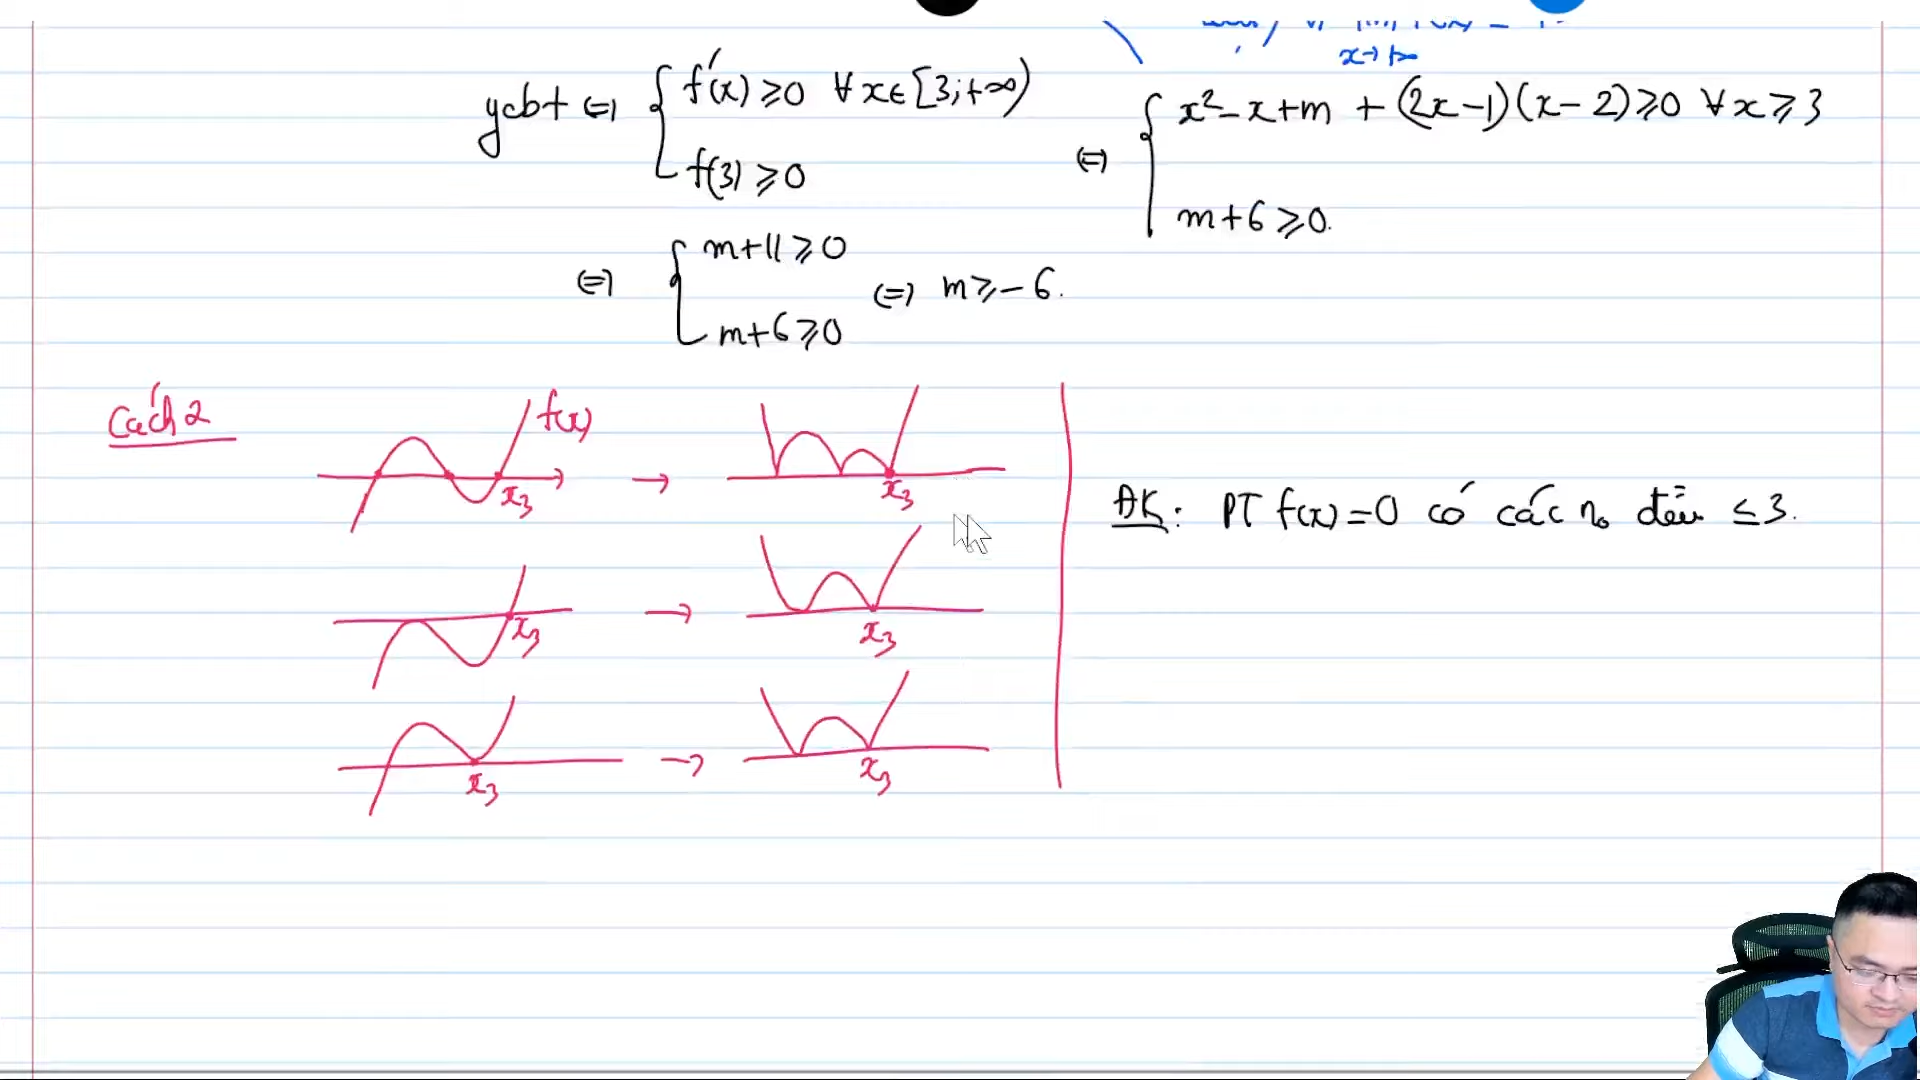 x→+∞
ycbt ⇔ { f'(x) ⩾ 0 ∀x∈ [3;+∞)
f(3) ⩾ 0
⇔ { x² – x + m + (2x – 1)(x – 2) ⩾ 0 ∀x ⩾ 3
m + 6 ⩾ 0.
⇔ { m + 11 ⩾ 0
m + 6 ⩾ 0
⇔ m ⩾ – 6.
Cách 2
f(x)
x₃ → x₃
x₃ → x₃
x₃ → x₃
ĐK: PT f(x) = 0 có các n₀ đều ≤ 3.